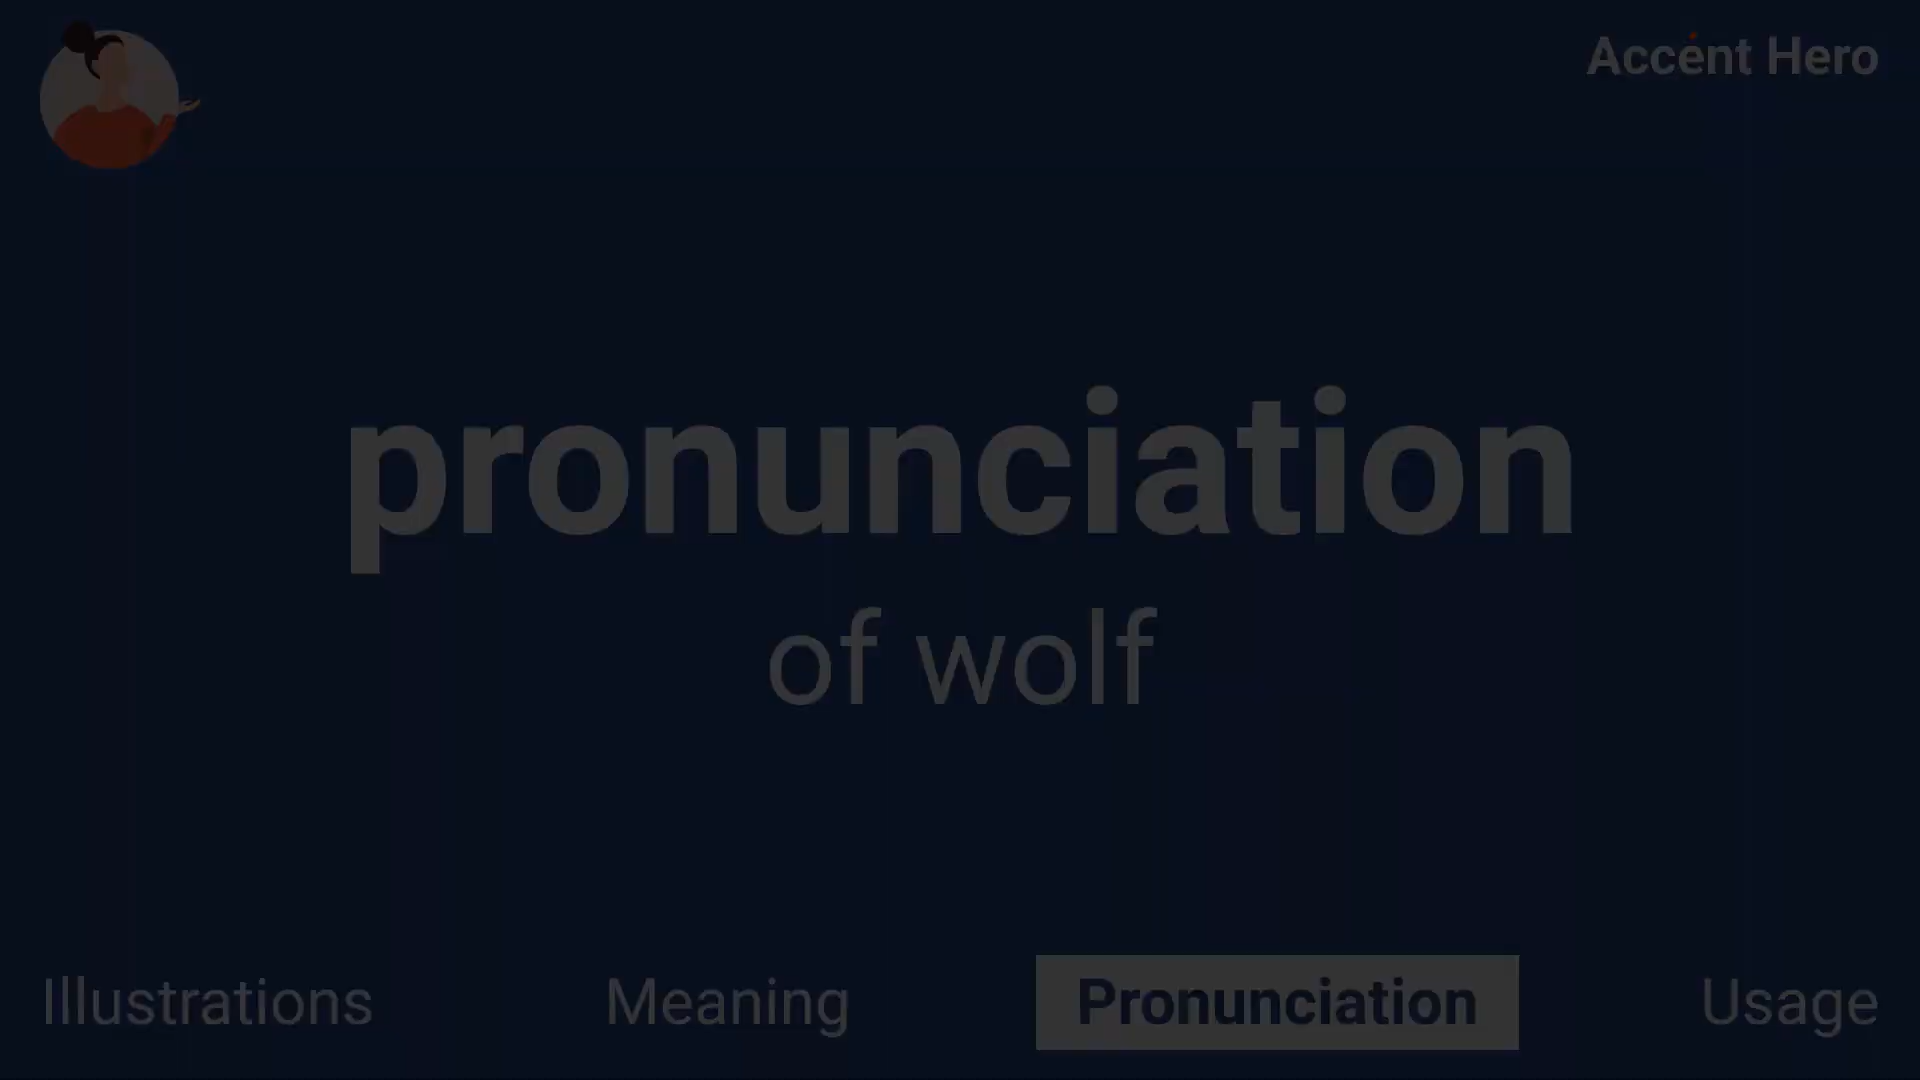 Accent Hero
pronunciation
of wolf
Illustrations
Meaning
Pronunciation
Usage